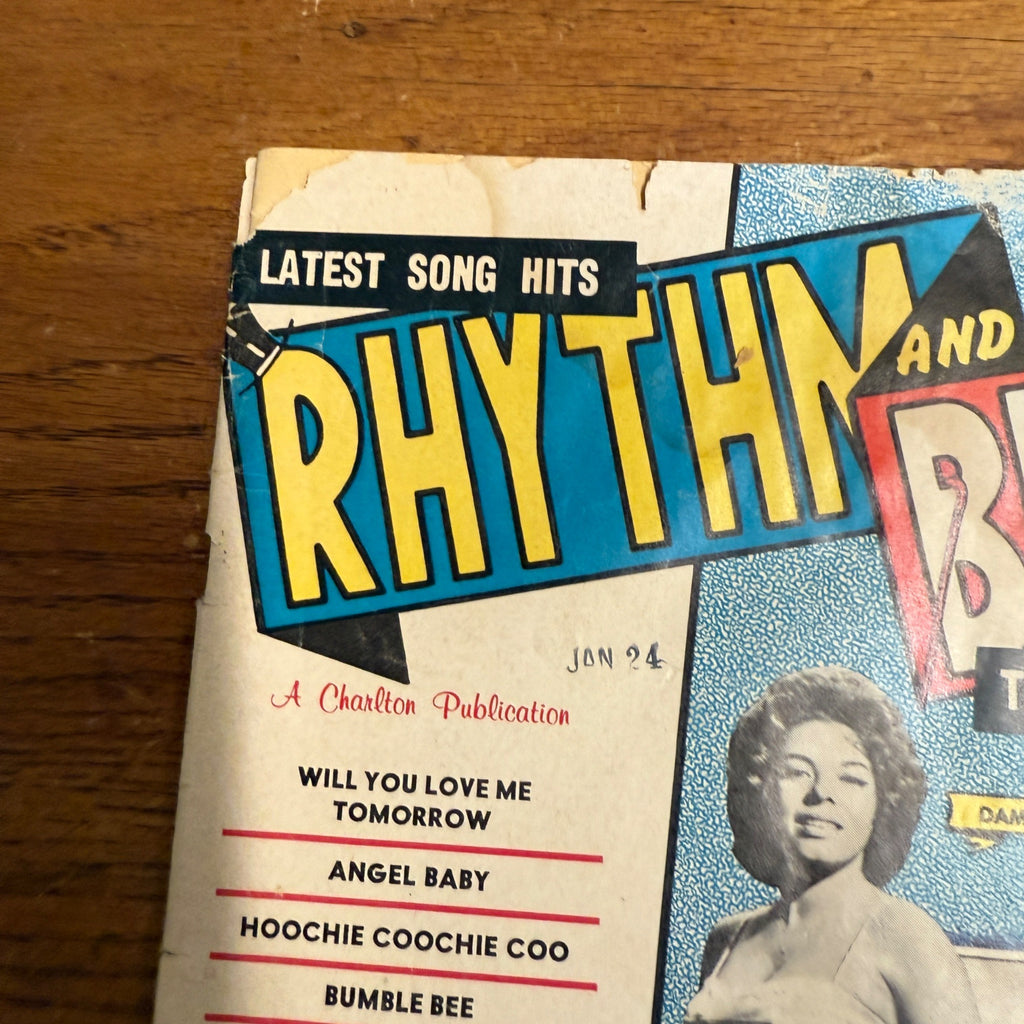 LATEST SONG HITS
RHYTHM
AND
JAN 24
A Charlton Publication
WILL YOU LOVE ME
TOMORROW
ANGEL BABY
HOOCHIE COOCHIE COO
BUMBLE BEE